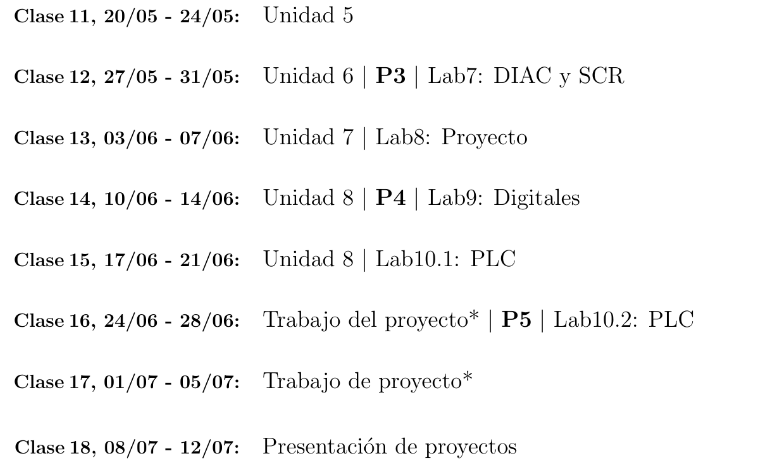 Clase 11, 20/05 - 24/05: Unidad 5
Clase 12, 27/05 - 31/05: Unidad 6 | P3 | Lab7: DIAC y SCR
Clase 13, 03/06 - 07/06: Unidad 7 | Lab8: Proyecto
Clase 14, 10/06 - 14/06: Unidad 8 | P4 | Lab9: Digitales
Clase 15, 17/06 - 21/06: Unidad 8 | Lab10.1: PLC
Clase 16, 24/06 - 28/06: Trabajo del proyecto* | P5 | Lab10.2: PLC
Clase 17, 01/07 - 05/07: Trabajo de proyecto*
Clase 18, 08/07 - 12/07: Presentación de proyectos